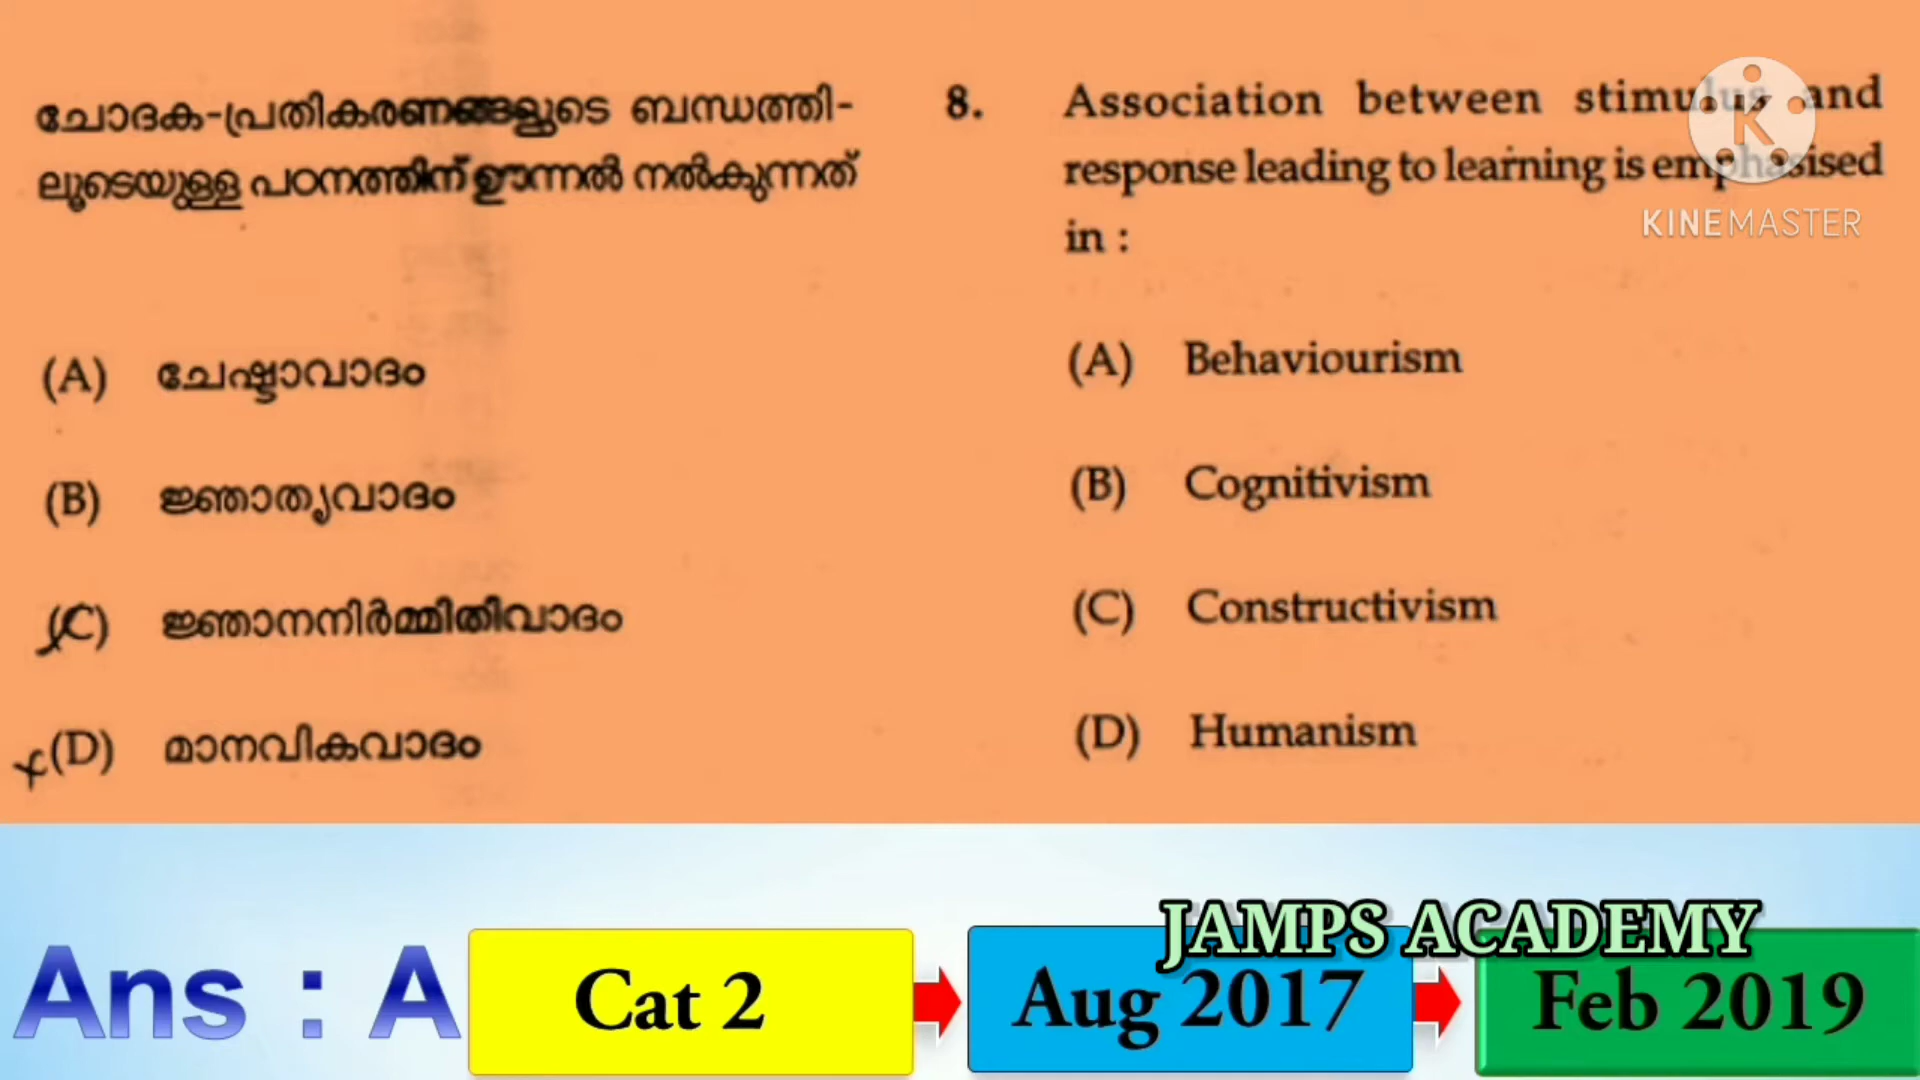 ചോദക-പ്രതികരണങ്ങളുടെ ബന്ധത്തി-
ലൂടെയുള്ള പഠനത്തിന് ഊന്നൽ നൽകുന്നത്
(A) ചേഷ്ടാവാദം
(B) ജ്ഞാതൃവാദം
(C) ജ്ഞാനനിർമ്മിതിവാദം
(D) മാനവികവാദം
8. Association between stimulus and
response leading to learning is emphasised
in :
(A) Behaviourism
(B) Cognitivism
(C) Constructivism
(D) Humanism
K
KINEMASTER
JAMPS ACADEMY
Ans : A
Cat 2
Aug 2017
Feb 2019